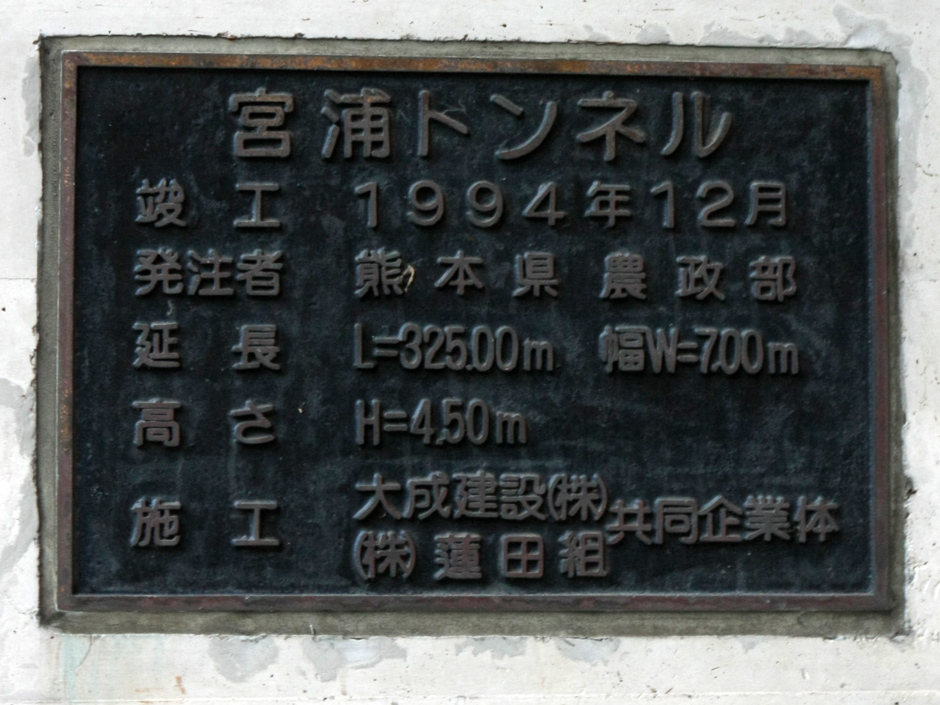 宮浦トンネル
竣工 1994年12月
発注者 熊本県 農政部
延長 L=325.00m 幅W=7.00m
高さ H=4.50m
施工 大成建設(株)
(株)蓮田組 共同企業体